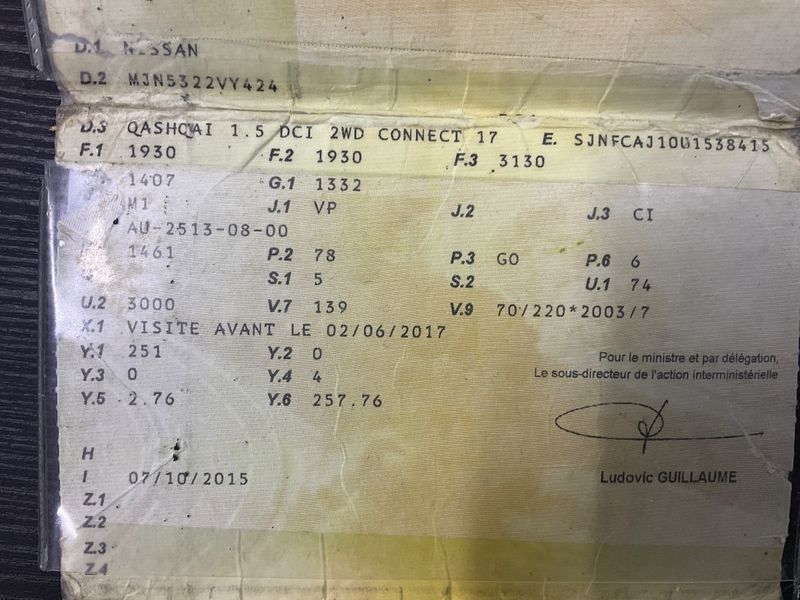 D.1 NISSAN
D.2 MJN5322VY424
D.3 QASHQAI 1.5 DCI 2WD CONNECT 17 E. SJNFCAJ10U1538415
F.1 1930 F.2 1930 F.3 3130
1407 G.1 1332
M1 J.1 VP J.2 J.3 CI
AU-2513-08-00
1461 P.2 78 P.3 GO P.6 6
S.1 5 S.2 U.1 74
U.2 3000 V.7 139 V.9 70/220*2003/7
X.1 VISITE AVANT LE 02/06/2017
Y.1 251 Y.2 0
Pour le ministre et par délégation,
Y.3 0 Y.4 4 Le sous-directeur de l'action interministérielle
Y.5 2.76 Y.6 257.76
H
I 07/10/2015 Ludovic GUILLAUME
Z.1
Z.2
Z.3
Z.4